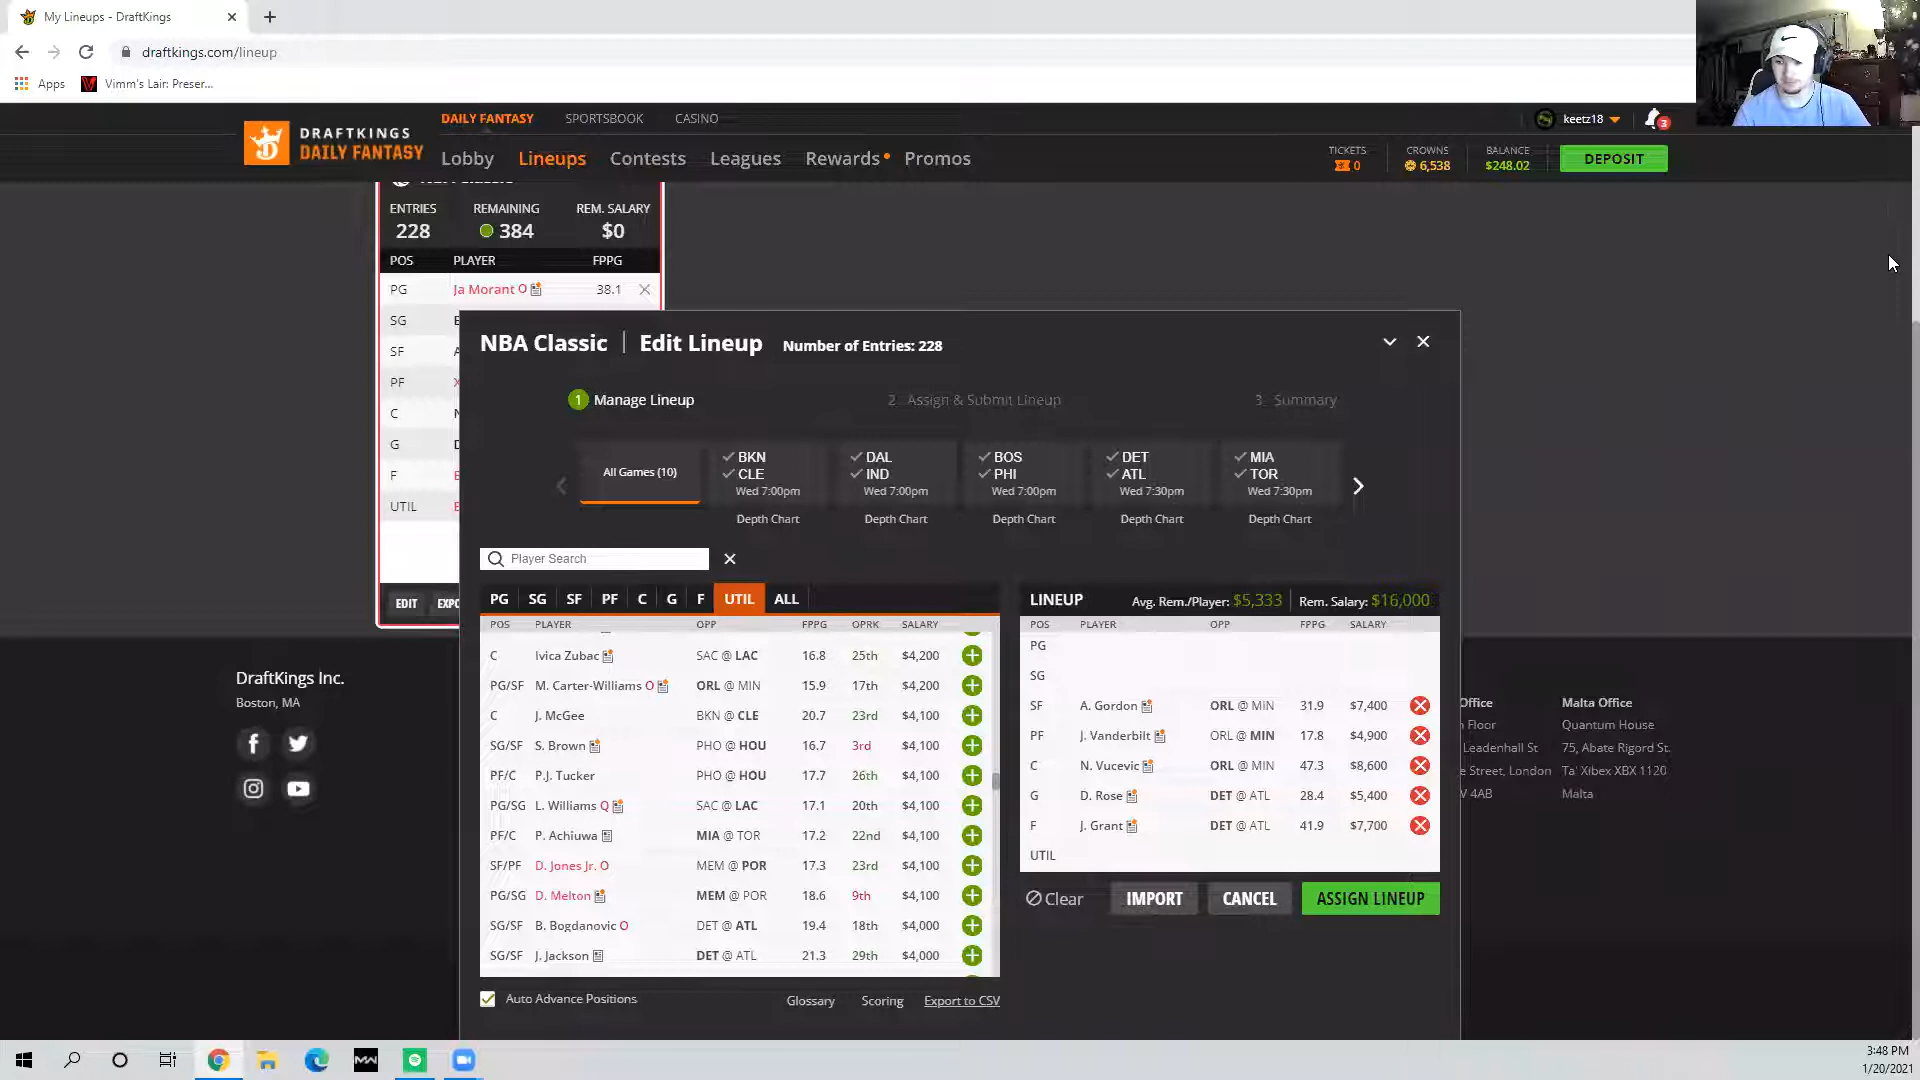 My Lineups - DraftKings
draftkings.com/lineup
Apps
Vimm's Lair: Preser...
DRAFTKINGS
DAILY FANTASY
DAILY FANTASY SPORTSBOOK CASINO
Lobby Lineups Contests Leagues Rewards Promos
keetz18
3
TICKETS
0
CROWNS
6,538
BALANCE
$248.02
DEPOSIT
ENTRIES REMAINING REM. SALARY
228 384 $0
POS PLAYER FPPG
PG Ja Morant O 38.1
SG
SF
PF
C
G
F
UTIL
EDIT
NBA Classic | Edit Lineup Number of Entries: 228
1 Manage Lineup
2 Assign & Submit Lineup
3 Summary
All Games (10)
BKN
CLE
Wed 7:00pm
Depth Chart
DAL
IND
Wed 7:00pm
Depth Chart
BOS
PHI
Wed 7:00pm
Depth Chart
DET
ATL
Wed 7:30pm
Depth Chart
MIA
TOR
Wed 7:30pm
Depth Chart
Player Search
PG SG SF PF C G F UTIL ALL
POS PLAYER OPP FPPG OPRK SALARY
C Ivica Zubac SAC @ LAC 16.8 25th $4,200
PG/SF M. Carter-Williams O ORL @ MIN 15.9 17th $4,200
C J. McGee BKN @ CLE 20.7 23rd $4,100
SG/SF S. Brown PHO @ HOU 16.7 3rd $4,100
PF/C P.J. Tucker PHO @ HOU 17.7 26th $4,100
PG/SG L. Williams Q SAC @ LAC 17.1 20th $4,100
PF/C P. Achiuwa MIA @ TOR 17.2 22nd $4,100
SF/PF D. Jones Jr. O MEM @ POR 17.3 23rd $4,100
PG/SG D. Melton MEM @ POR 18.6 9th $4,100
SG/SF B. Bogdanovic O DET @ ATL 19.4 18th $4,000
SG/SF J. Jackson DET @ ATL 21.3 29th $4,000
Auto Advance Positions
Glossary Scoring Export to CSV
LINEUP Avg. Rem./Player: $5,333 | Rem. Salary: $16,000
POS PLAYER OPP FPPG SALARY
PG
SG
SF A. Gordon ORL @ MIN 31.9 $7,400
PF J. Vanderbilt ORL @ MIN 17.8 $4,900
C N. Vucevic ORL @ MIN 47.3 $8,600
G D. Rose DET @ ATL 28.4 $5,400
F J. Grant DET @ ATL 41.9 $7,700
UTIL
Clear IMPORT CANCEL ASSIGN LINEUP
DraftKings Inc.
Boston, MA
Office
Floor
Leadenhall St
e Street, London
V 4AB
Malta Office
Quantum House
75, Abate Rigord St.
Ta' Xibex XBX 1120
Malta
3:48 PM
1/20/2021